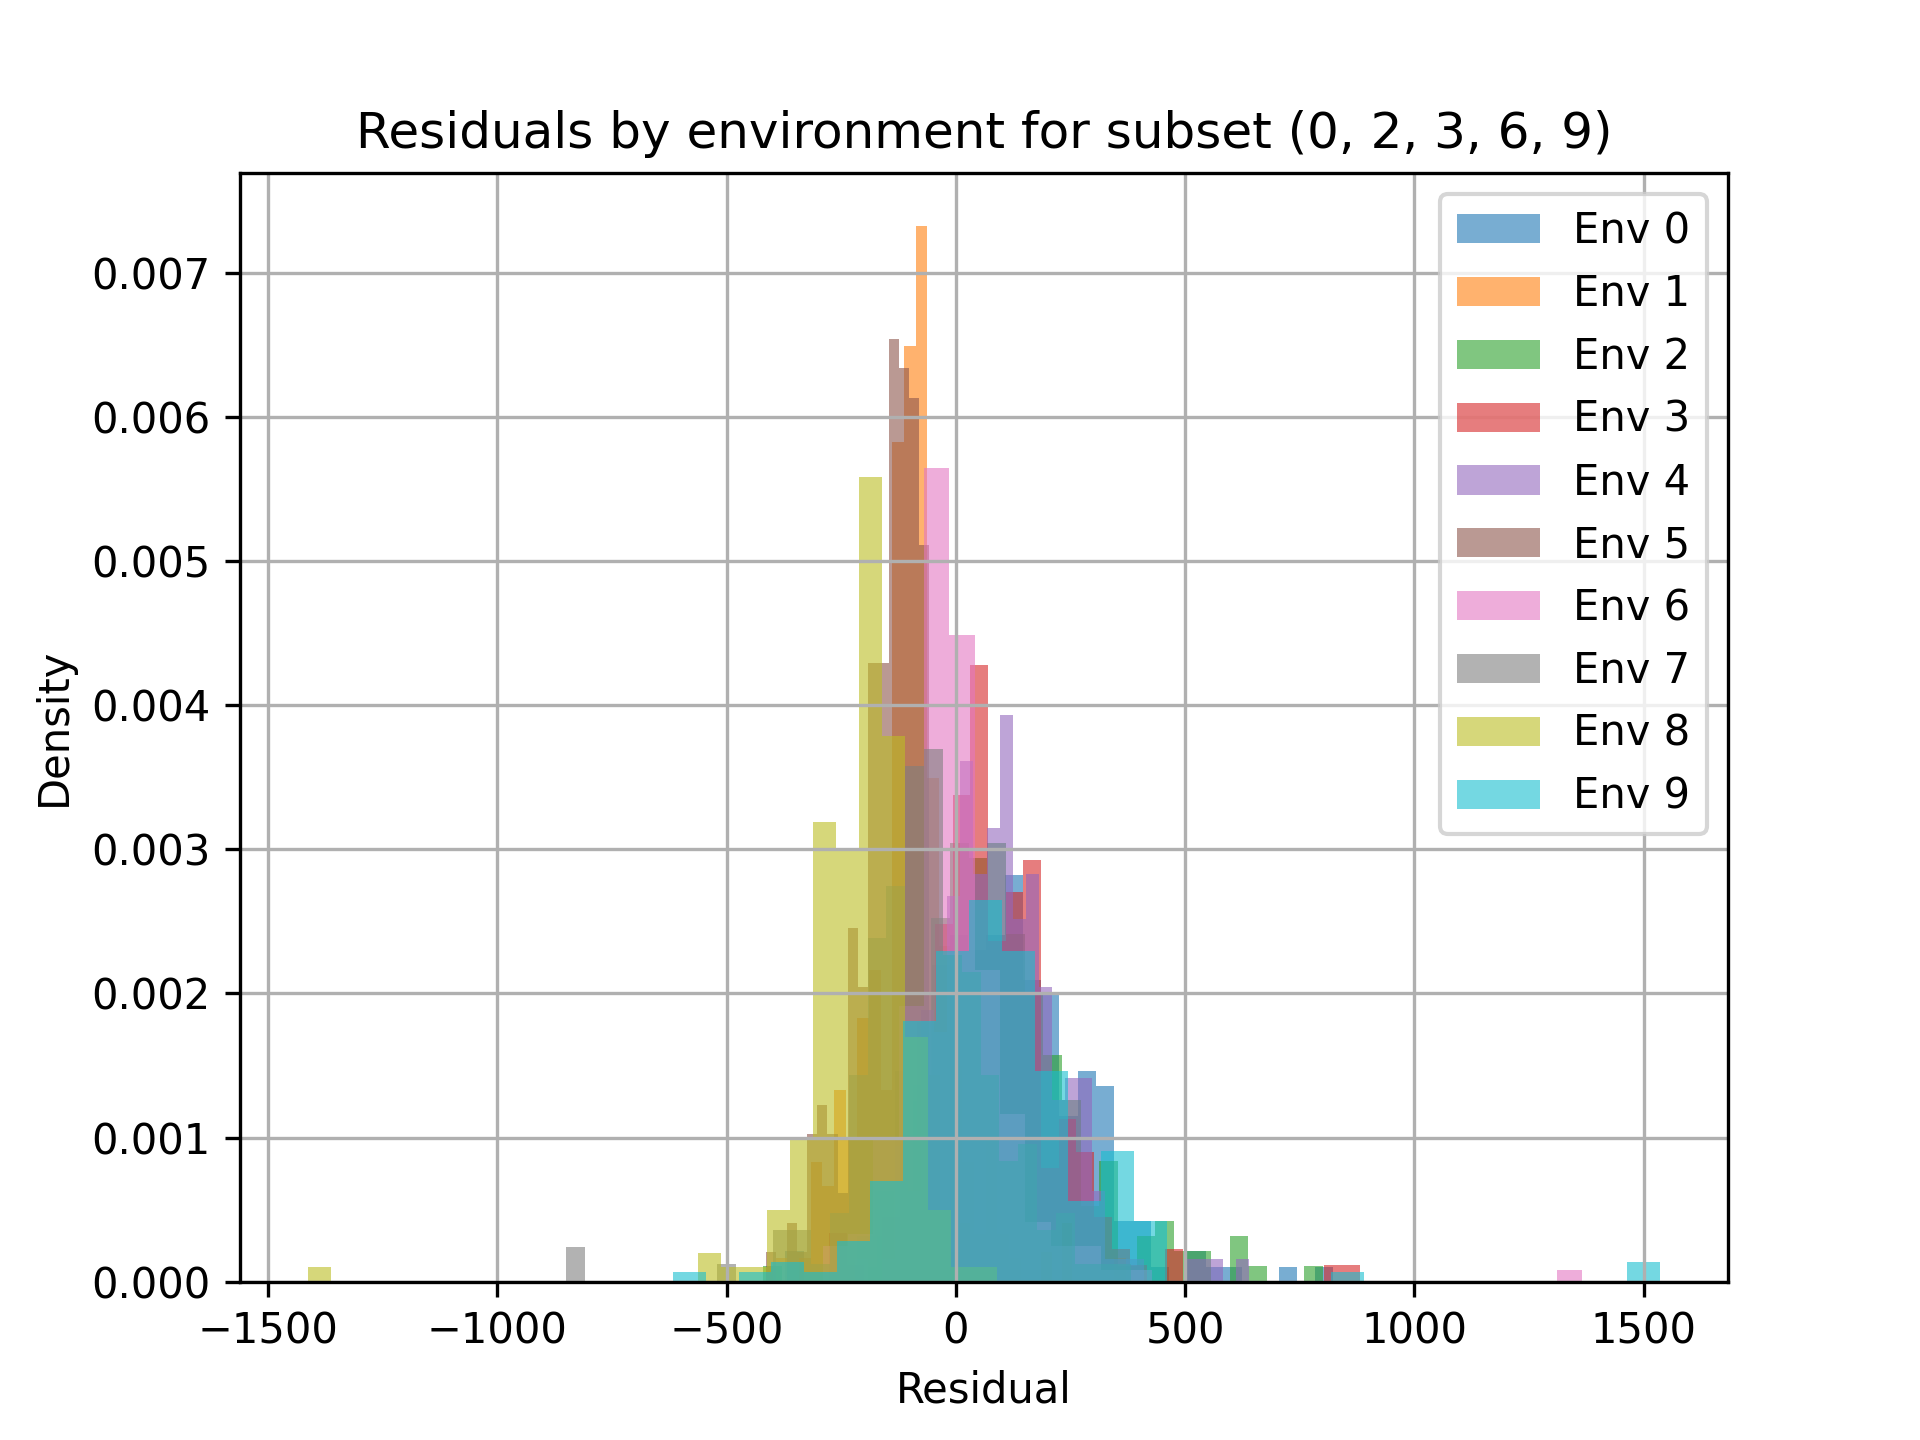 Residuals by environment for subset (0, 2, 3, 6, 9)
Env 0
Env 1
Env 2
Env 3
Env 4
Env 5
Env 6
Env 7
Env 8
Env 9
Density
0.007
0.006
0.005
0.004
0.003
0.002
0.001
0.000
−1500 −1000 −500 0 500 1000 1500
Residual